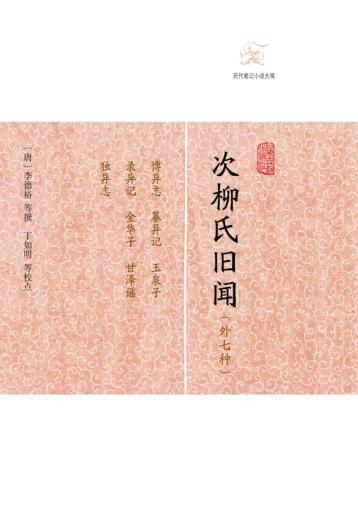 历代笔记小说大观
次柳氏旧闻(外七种)
博异志 纂异记 玉泉子
录异记 金华子 甘泽谣
独异志
[唐]李德裕 等撰 丁如明 等校点